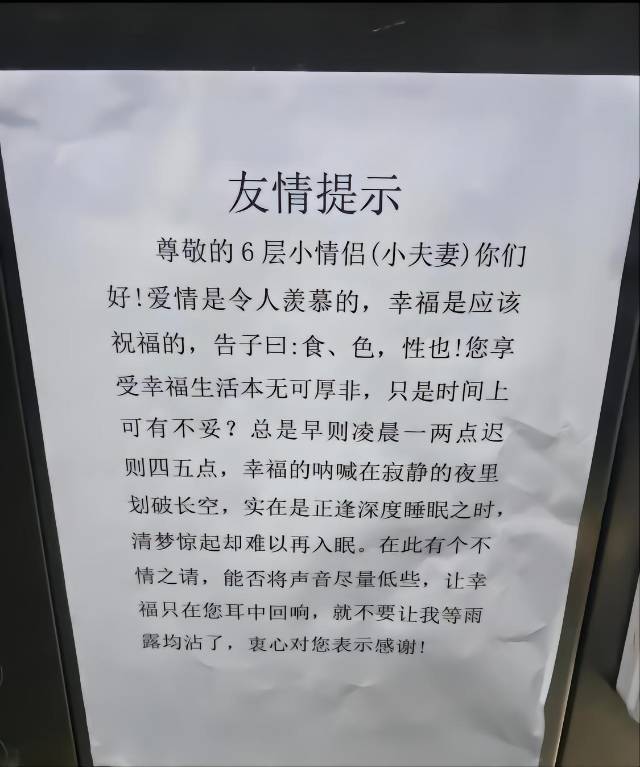 友情提示
尊敬的6层小情侣(小夫妻)你们
好!爱情是令人羡慕的，幸福是应该
祝福的，告子曰:食、色，性也!您享
受幸福生活本无可厚非，只是时间上
可有不妥？总是早则凌晨一两点迟
则四五点，幸福的呐喊在寂静的夜里
划破长空，实在是正逢深度睡眠之时，
清梦惊起却难以再入眠。在此有个不
情之请，能否将声音尽量低些，让幸
福只在您耳中回响，就不要让我等雨
露均沾了，衷心对您表示感谢!